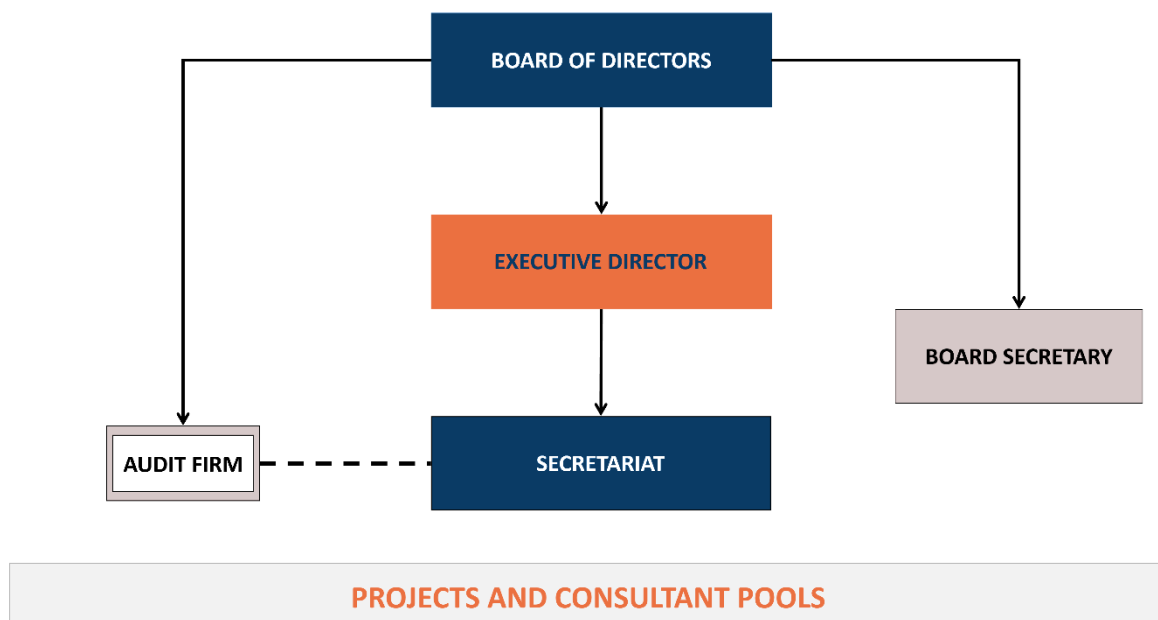 BOARD OF DIRECTORS
EXECUTIVE DIRECTOR
BOARD SECRETARY
AUDIT FIRM
SECRETARIAT
PROJECTS AND CONSULTANT POOLS